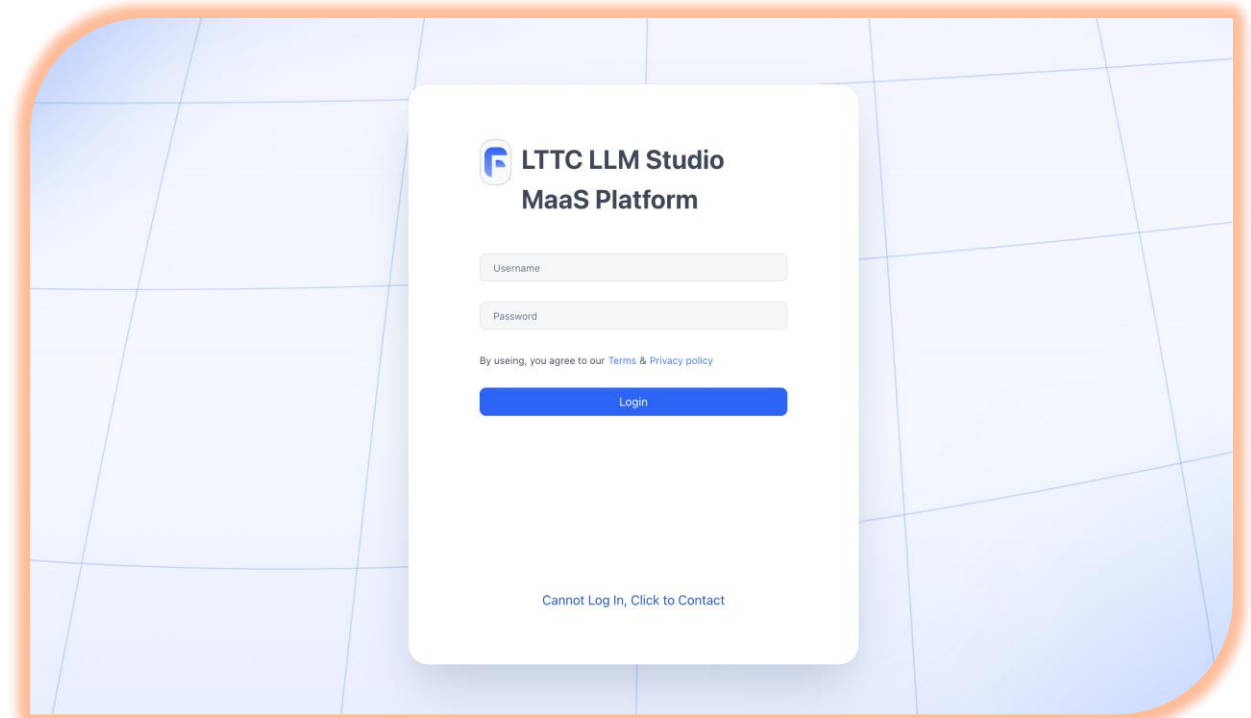 LTTC LLM Studio
MaaS Platform
Username
Password
By useing, you agree to our Terms & Privacy policy
Login
Cannot Log In, Click to Contact